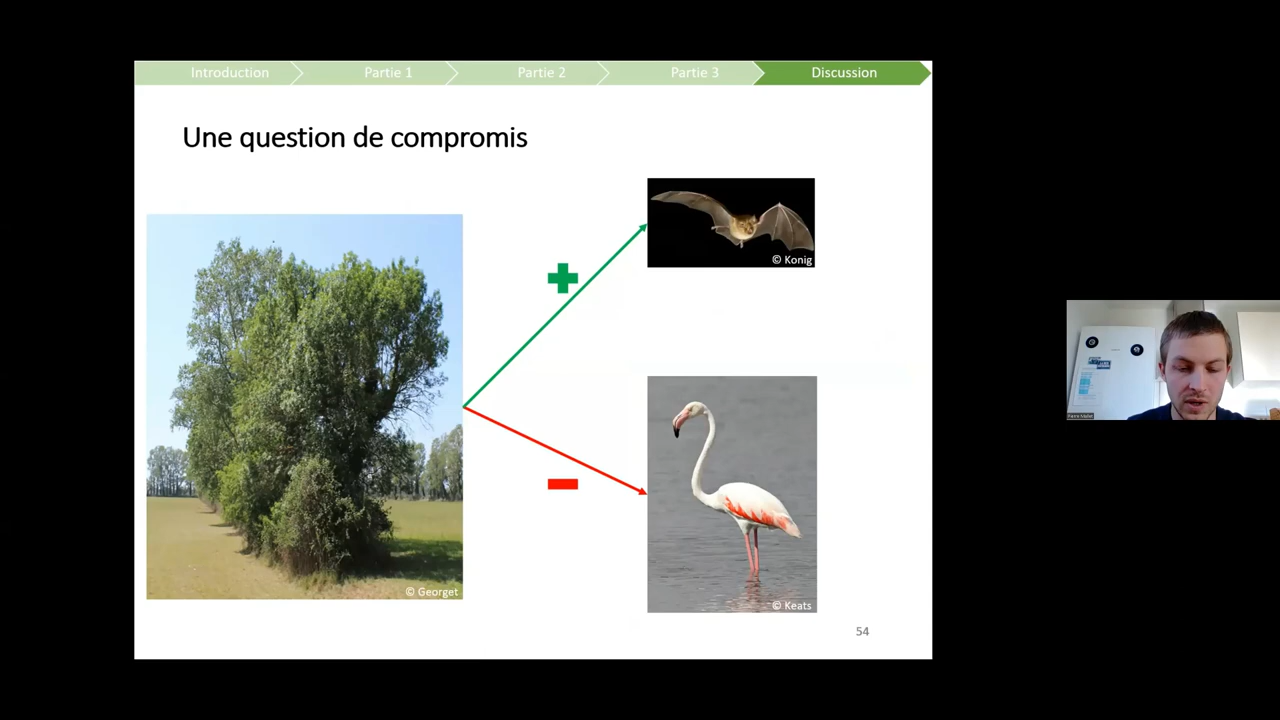 Introduction
Partie 1
Partie 2
Partie 3
Discussion
Une question de compromis
© Konig
© Georget
© Keats
54